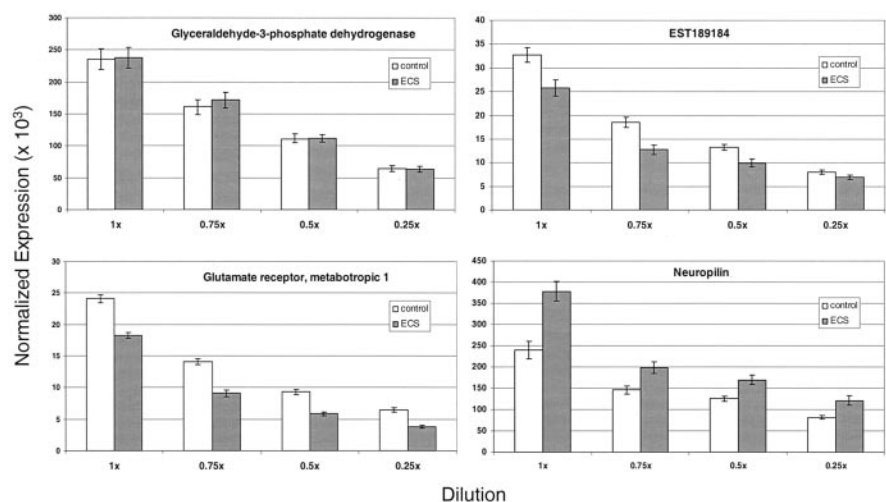 Normalized Expression (x 10³)
Glyceraldehyde-3-phosphate dehydrogenase
250
200
150
100
50
0
control
ECS
1x 0.75x 0.5x 0.25x
EST189184
40
35
30
25
20
15
10
5
0
control
ECS
1x 0.75x 0.5x 0.25x
Glutamate receptor, metabotropic 1
30
25
20
15
10
5
0
control
ECS
1x 0.75x 0.5x 0.25x
Neuropilin
450
400
350
300
250
200
150
100
50
0
control
ECS
1x 0.75x 0.5x 0.25x
Dilution